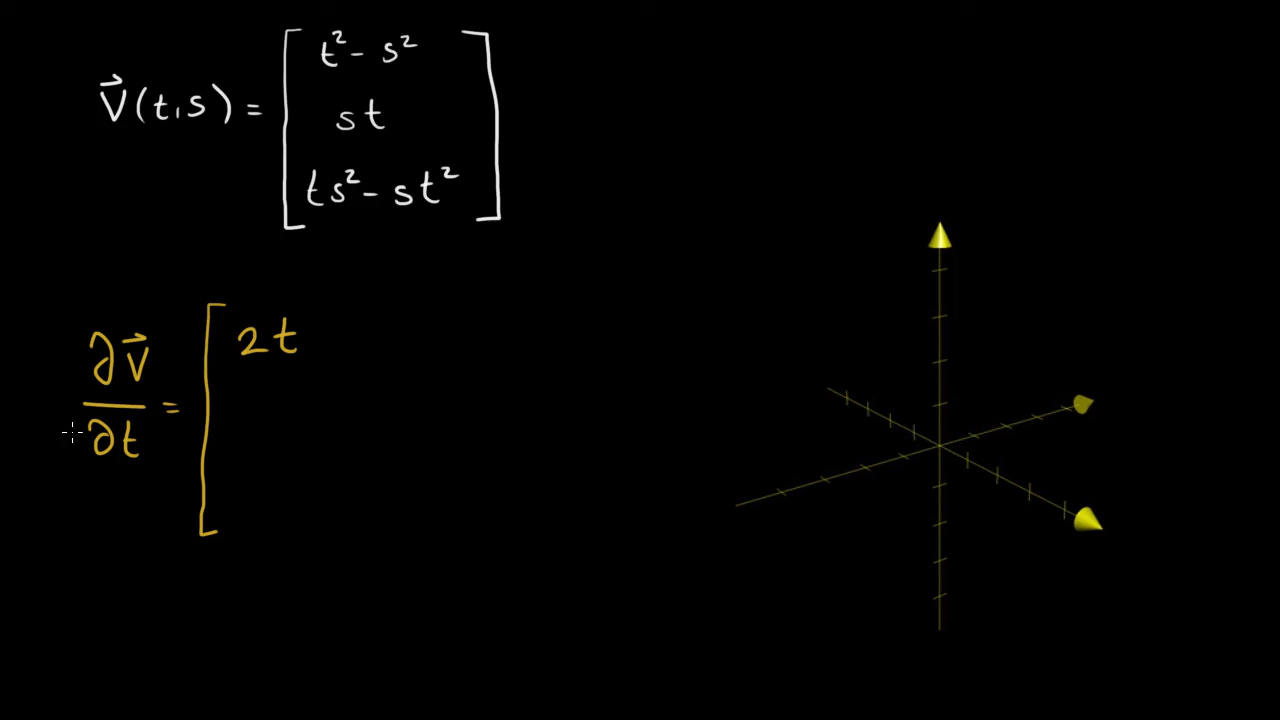 V⃗(t,s) = [ t² - s²
st
ts² - st² ]
∂V⃗/∂t = [ 2t